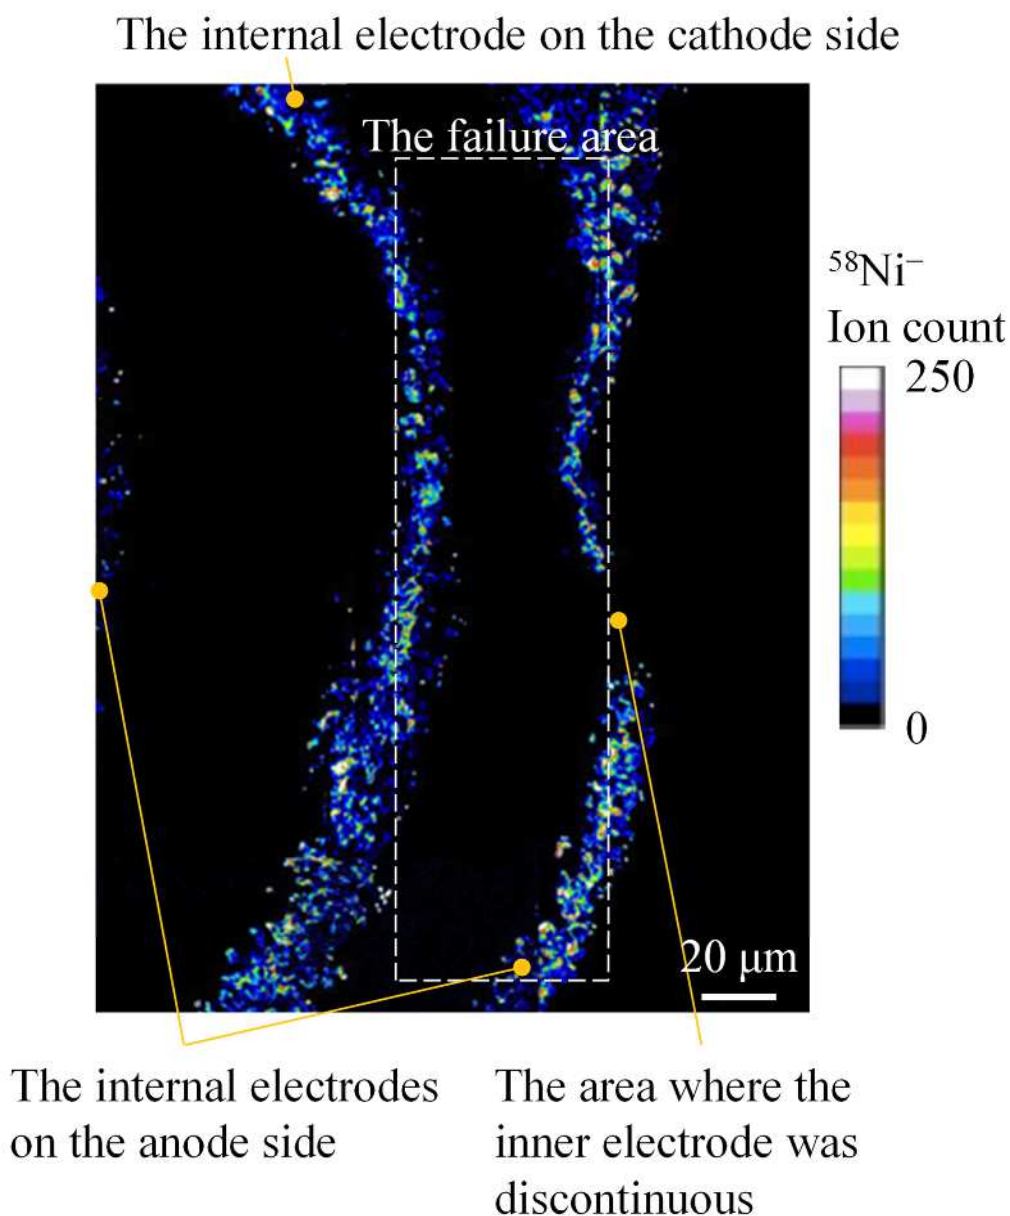 The internal electrode on the cathode side
The failure area
⁵⁸Ni⁻
Ion count
250
0
20 μm
The internal electrodes
on the anode side
The area where the
inner electrode was
discontinuous